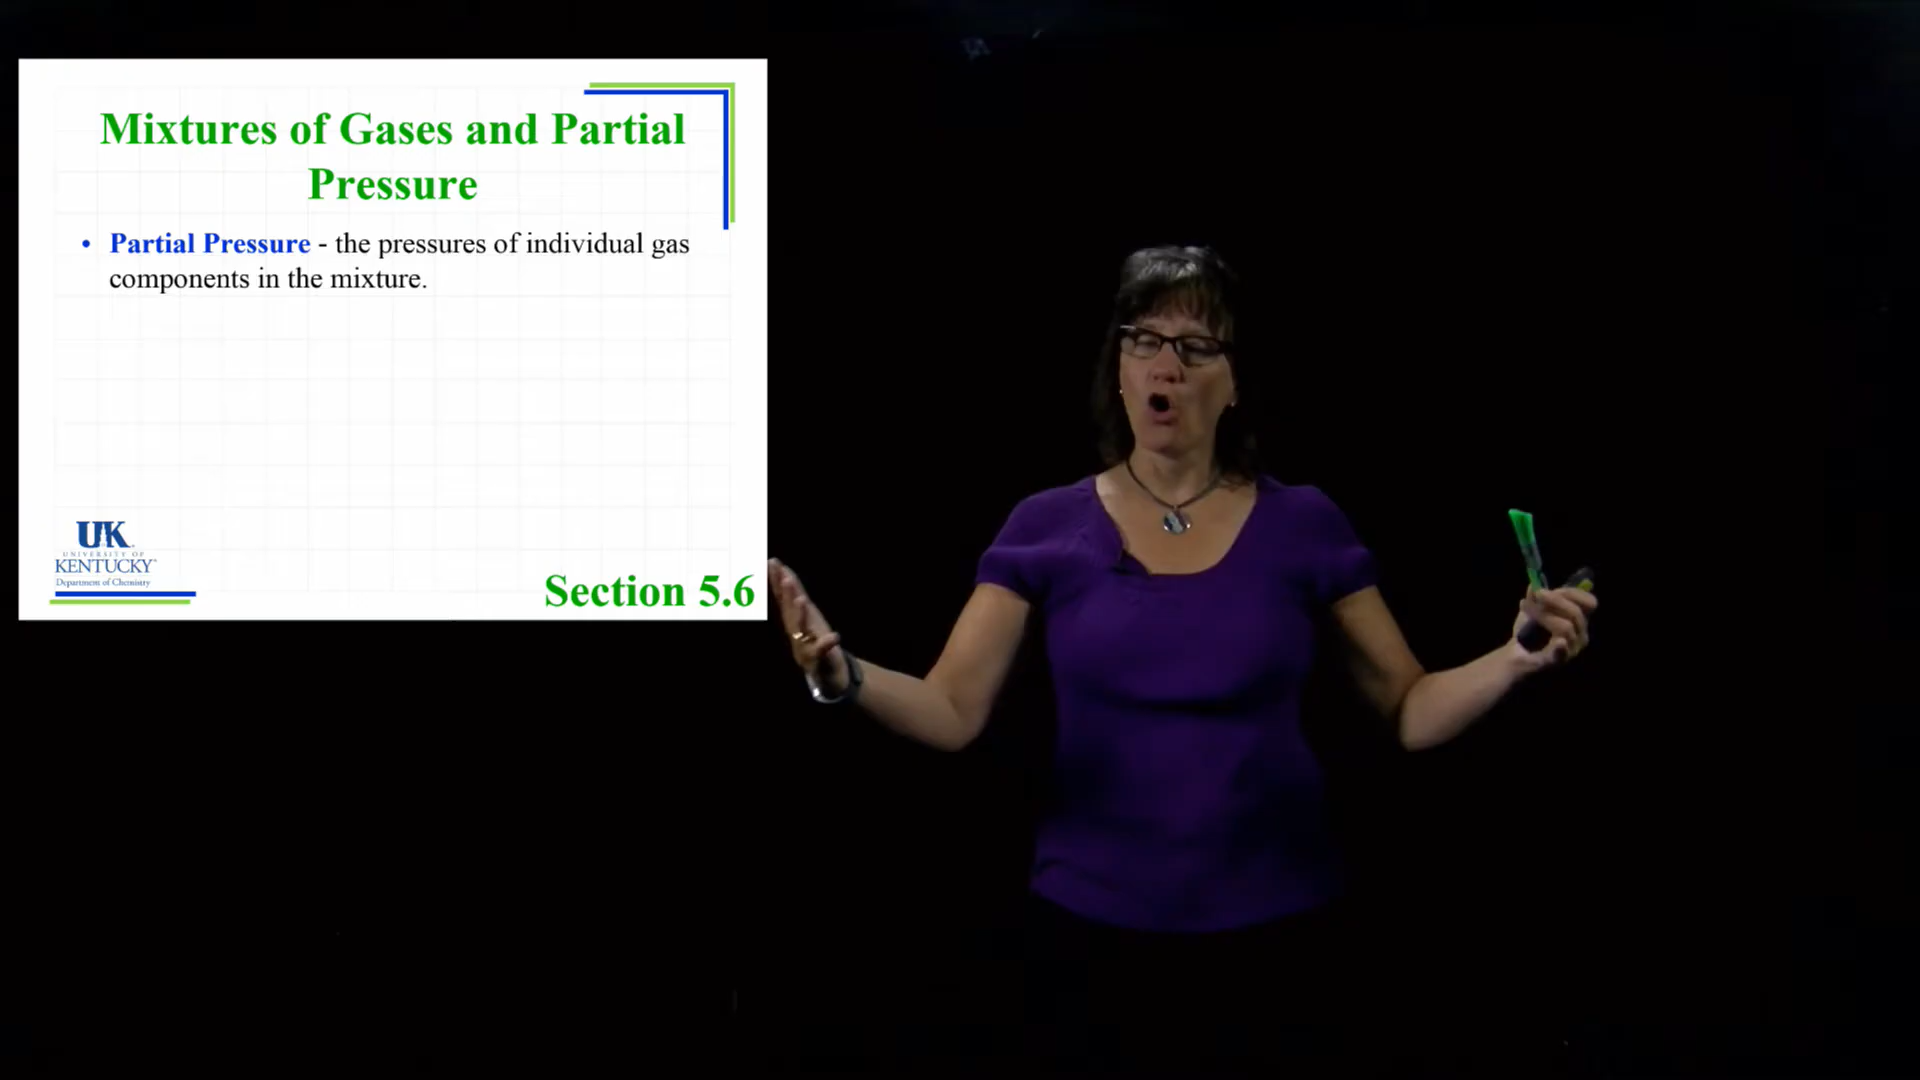 Mixtures of Gases and Partial
Pressure
• Partial Pressure - the pressures of individual gas
components in the mixture.
UK
UNIVERSITY OF
KENTUCKY
Department of Chemistry
Section 5.6